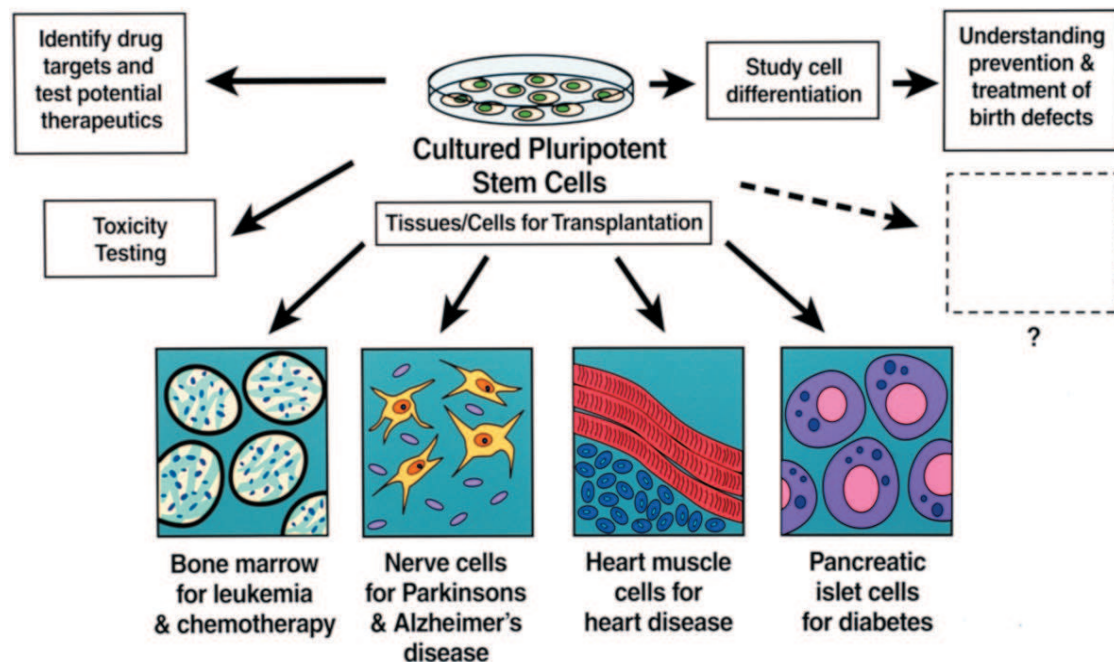 Identify drug
targets and
test potential
therapeutics
Cultured Pluripotent
Stem Cells
Study cell
differentiation
Understanding
prevention &
treatment of
birth defects
Toxicity
Testing
Tissues/Cells for Transplantation
?
Bone marrow
for leukemia
& chemotherapy
Nerve cells
for Parkinsons
& Alzheimer's
disease
Heart muscle
cells for
heart disease
Pancreatic
islet cells
for diabetes